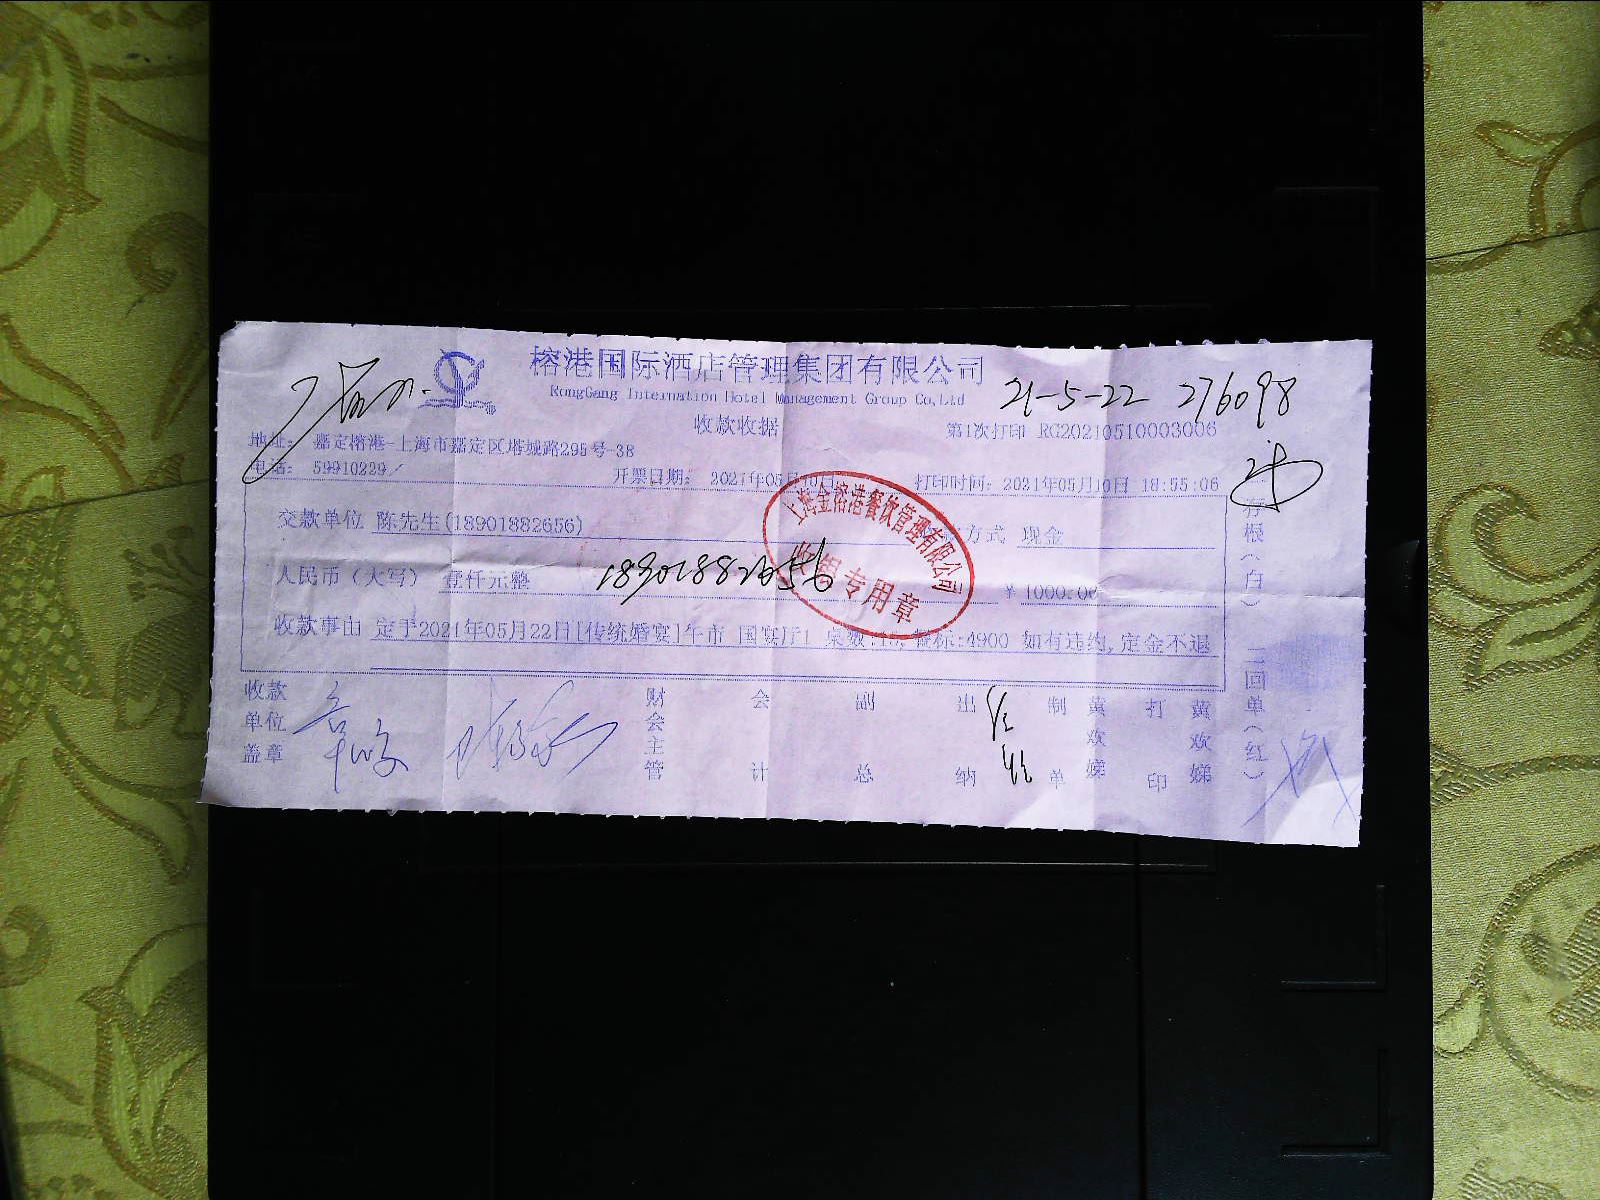 榕港国际酒店管理集团有限公司
RongGang Internation Hotel Management Group Co,Ltd
21-5-22 276098
收款收据
第1次打印 RG20210510003006
地址: 嘉定榕港-上海市嘉定区塔城路295号-38
电话: 59910229/
开票日期: 2021年05月10日
打印时间: 2021年05月10日 18:55:06
交款单位 陈先生(18901882656)
方式 现金
上海金榕港餐饮管理有限公司
专用章
人民币(大写) 壹仟元整
18901882656
¥ 1000.00
收款事由 定于2021年05月22日[传统婚宴]午市 国宴厅1 桌数 餐标:4900 如有违约,定金不退
收款单位盖章
财会主管
会计
副总
出纳
制单
黄欢娣
打印
黄欢娣
存根(白)
二回单(红)